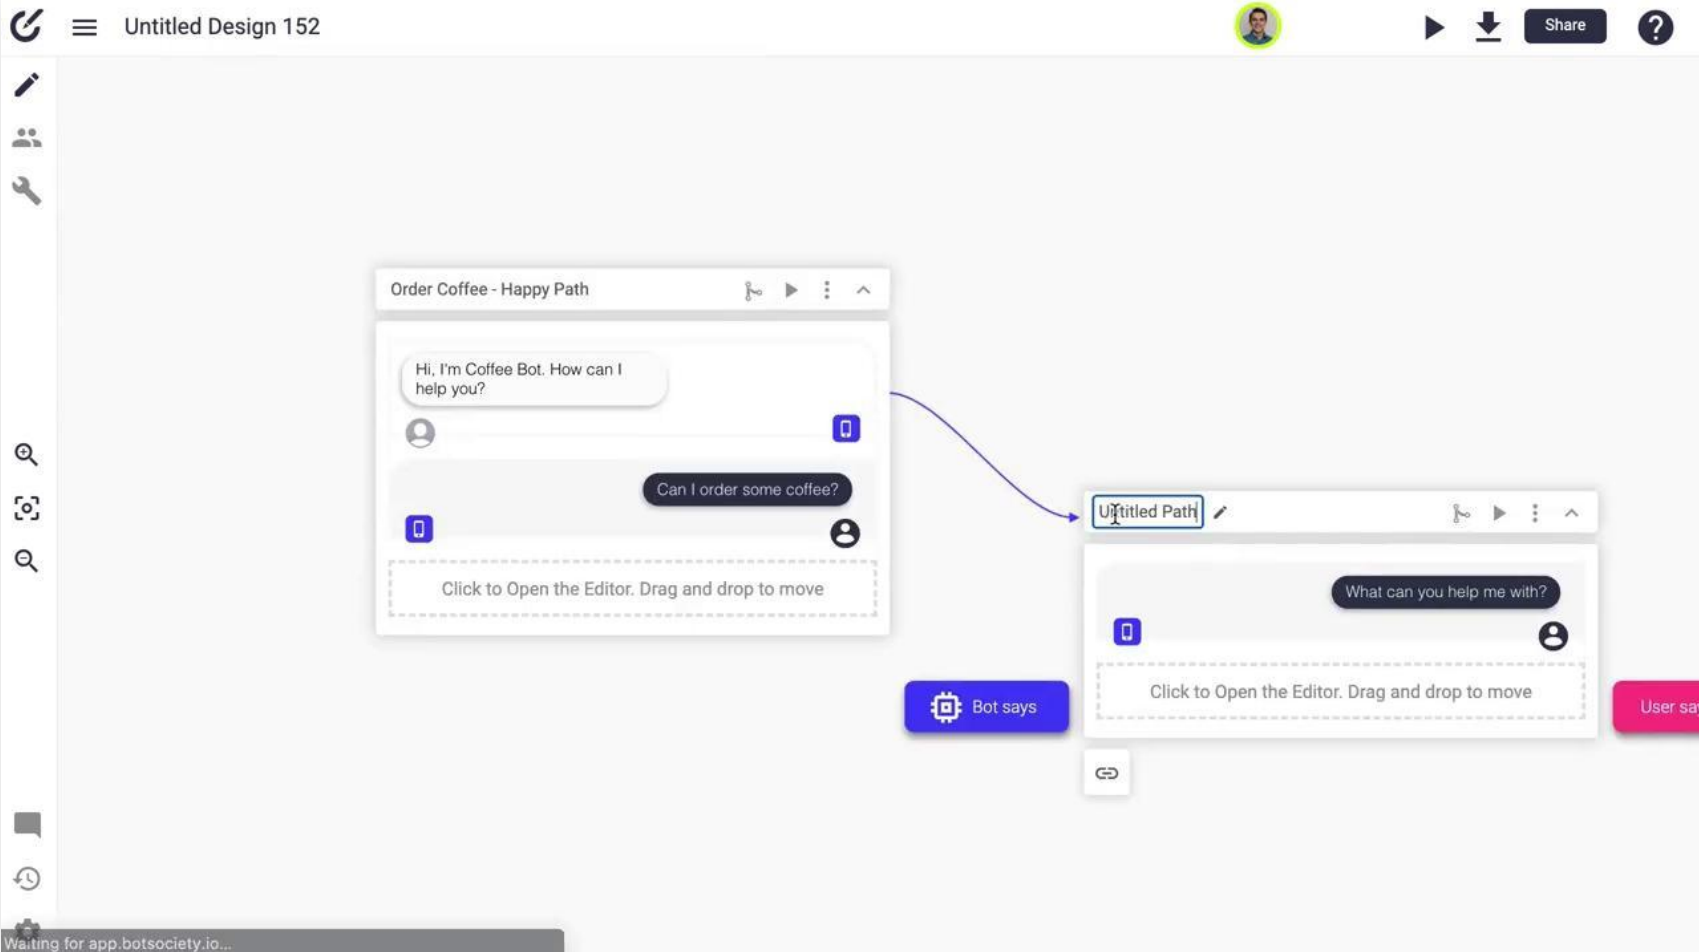 Untitled Design 152
Share
Order Coffee - Happy Path
Hi, I'm Coffee Bot. How can I
help you?
Can I order some coffee?
Click to Open the Editor. Drag and drop to move
Untitled Path
What can you help me with?
Click to Open the Editor. Drag and drop to move
Bot says
User say
Waiting for app.botsociety.io...